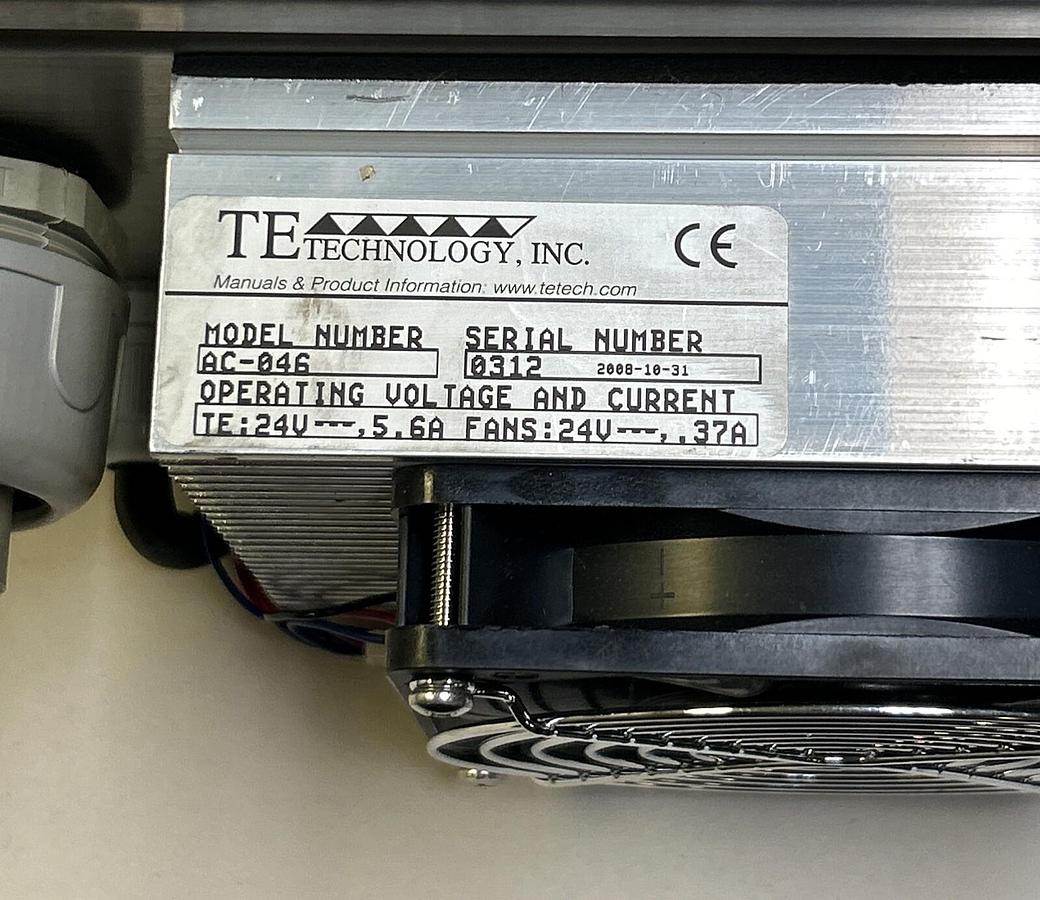 TE TECHNOLOGY, INC.
CE
Manuals & Product Information: www.tetech.com
MODEL NUMBER SERIAL NUMBER
AC-046 0312 2008-10-31
OPERATING VOLTAGE AND CURRENT
TE:24V⎓,5.6A FANS:24V⎓,.37A